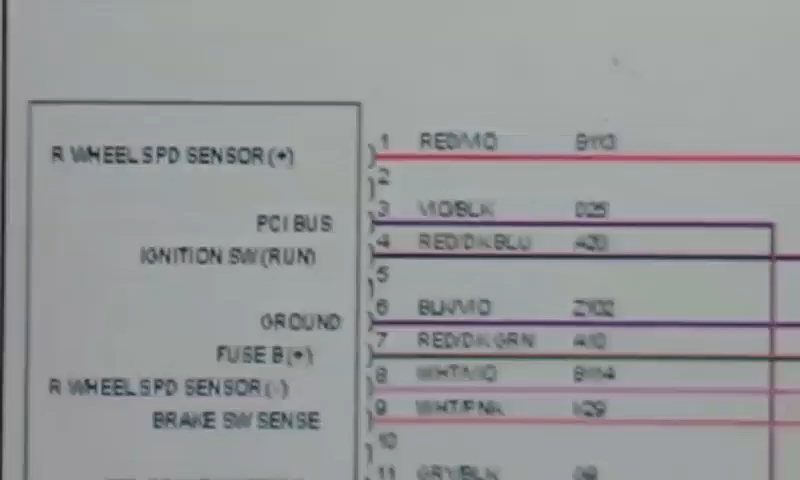 R WHEEL SPD SENSOR (+) 1 RED/VIO B113
2
PCI BUS 3 VIO/BLK D25
IGNITION SW (RUN) 4 RED/DK BLU A20
5
GROUND 6 BLK/VIO Z102
FUSE B (+) 7 RED/DK GRN A10
R WHEEL SPD SENSOR (-) 8 WHT/VIO B114
BRAKE SW SENSE 9 WHT/PNK K29
10
11 GRY/BLK